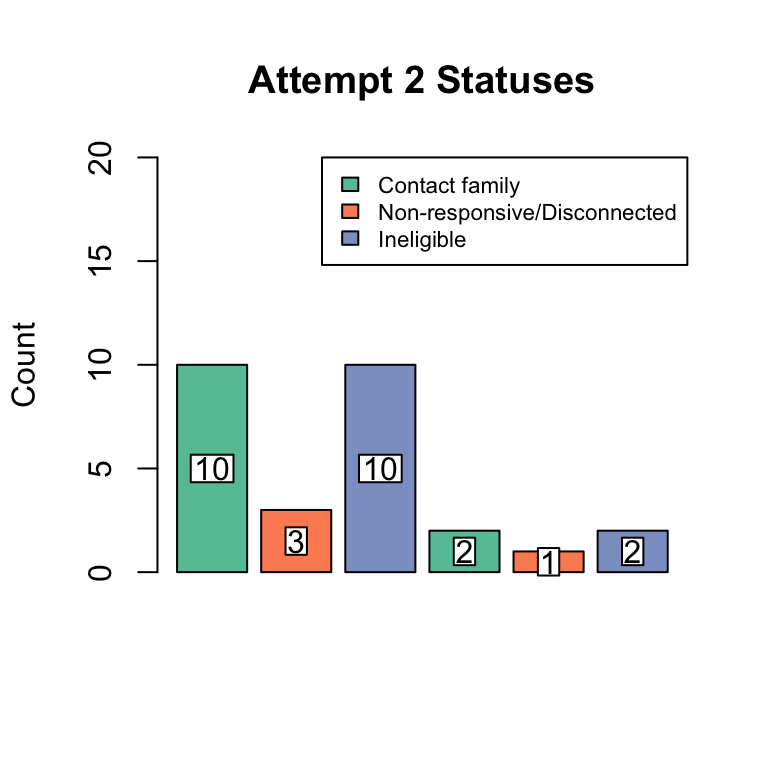 Attempt 2 Statuses
Count
20
15
10
5
0
Contact family
Non-responsive/Disconnected
Ineligible
10
3
10
2
1
2